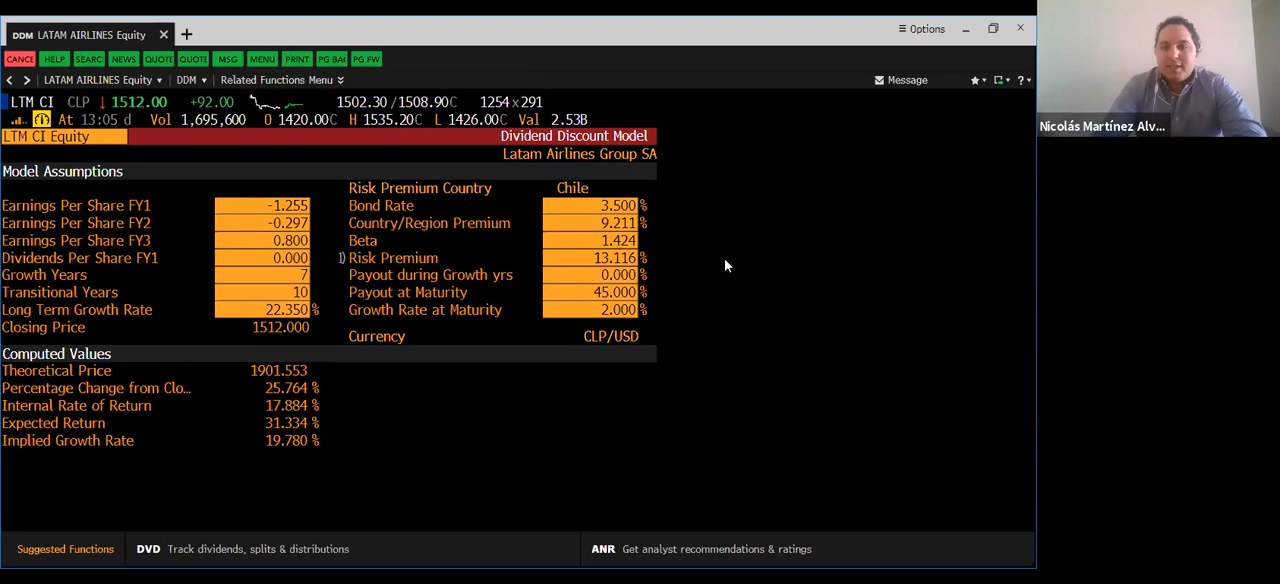 DDM LATAM AIRLINES Equity × +
Options
CANCE HELP SEARC NEWS QUOTE QUOTE MSG MENU PRINT PG BAC PG FW
< > LATAM AIRLINES Equity DDM Related Functions Menu Message
LTM CI CLP ↓ 1512.00 +92.00 1502.30 / 1508.90C 1254 x 291
At 13:05 d Vol 1,695,600 O 1420.00C H 1535.20C L 1426.00C Val 2.53B
LTM CI Equity Dividend Discount Model
Latam Airlines Group SA
Model Assumptions
Risk Premium Country Chile
Earnings Per Share FY1 -1.255 Bond Rate 3.500 %
Earnings Per Share FY2 -0.297 Country/Region Premium 9.211 %
Earnings Per Share FY3 0.800 Beta 1.424
Dividends Per Share FY1 0.000 1) Risk Premium 13.116 %
Growth Years 7 Payout during Growth yrs 0.000 %
Transitional Years 10 Payout at Maturity 45.000 %
Long Term Growth Rate 22.350 % Growth Rate at Maturity 2.000 %
Closing Price 1512.000
Currency CLP/USD
Computed Values
Theoretical Price 1901.553
Percentage Change from Clo... 25.764 %
Internal Rate of Return 17.884 %
Expected Return 31.334 %
Implied Growth Rate 19.780 %
Suggested Functions DVD Track dividends, splits & distributions ANR Get analyst recommendations & ratings
Nicolás Martínez Alv...